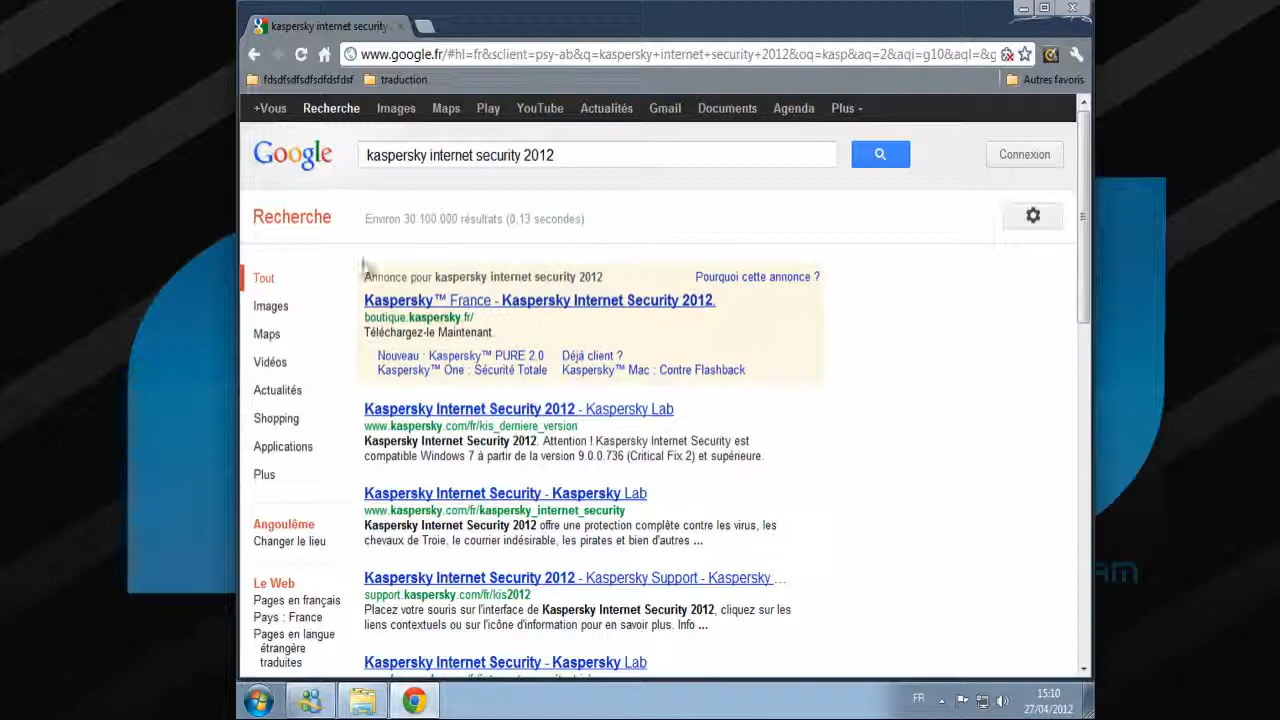 kaspersky internet security
www.google.fr/#hl=fr&sclient=psy-ab&q=kaspersky+internet+security+2012&oq=kasp&aq=2&aqi=g10&aql=&g
fdsdfsdfsdfsdfdsfdsf traduction Autres favoris
+Vous Recherche Images Maps Play YouTube Actualités Gmail Documents Agenda Plus
Google kaspersky internet security 2012 Connexion
Recherche Environ 30 100 000 résultats (0,13 secondes)
Tout
Images
Maps
Vidéos
Actualités
Shopping
Applications
Plus
Angoulême
Changer le lieu
Le Web
Pages en français
Pays : France
Pages en langue
étrangère
traduites
Annonce pour kaspersky internet security 2012 Pourquoi cette annonce ?
Kaspersky™ France - Kaspersky Internet Security 2012.
boutique.kaspersky.fr/
Téléchargez-le Maintenant.
Nouveau : Kaspersky™ PURE 2.0 Déjà client ?
Kaspersky™ One : Sécurité Totale Kaspersky™ Mac : Contre Flashback
Kaspersky Internet Security 2012 - Kaspersky Lab
www.kaspersky.com/fr/kis_derniere_version
Kaspersky Internet Security 2012. Attention ! Kaspersky Internet Security est
compatible Windows 7 à partir de la version 9.0.0.736 (Critical Fix 2) et supérieure.
Kaspersky Internet Security - Kaspersky Lab
www.kaspersky.com/fr/kaspersky_internet_security
Kaspersky Internet Security 2012 offre une protection complète contre les virus, les
chevaux de Troie, le courrier indésirable, les pirates et bien d'autres ...
Kaspersky Internet Security 2012 - Kaspersky Support - Kaspersky ...
support.kaspersky.com/fr/kis2012
Placez votre souris sur l'interface de Kaspersky Internet Security 2012, cliquez sur les
liens contextuels ou sur l'icône d'information pour en savoir plus. Info ...
Kaspersky Internet Security - Kaspersky Lab
FR 15:10
27/04/2012